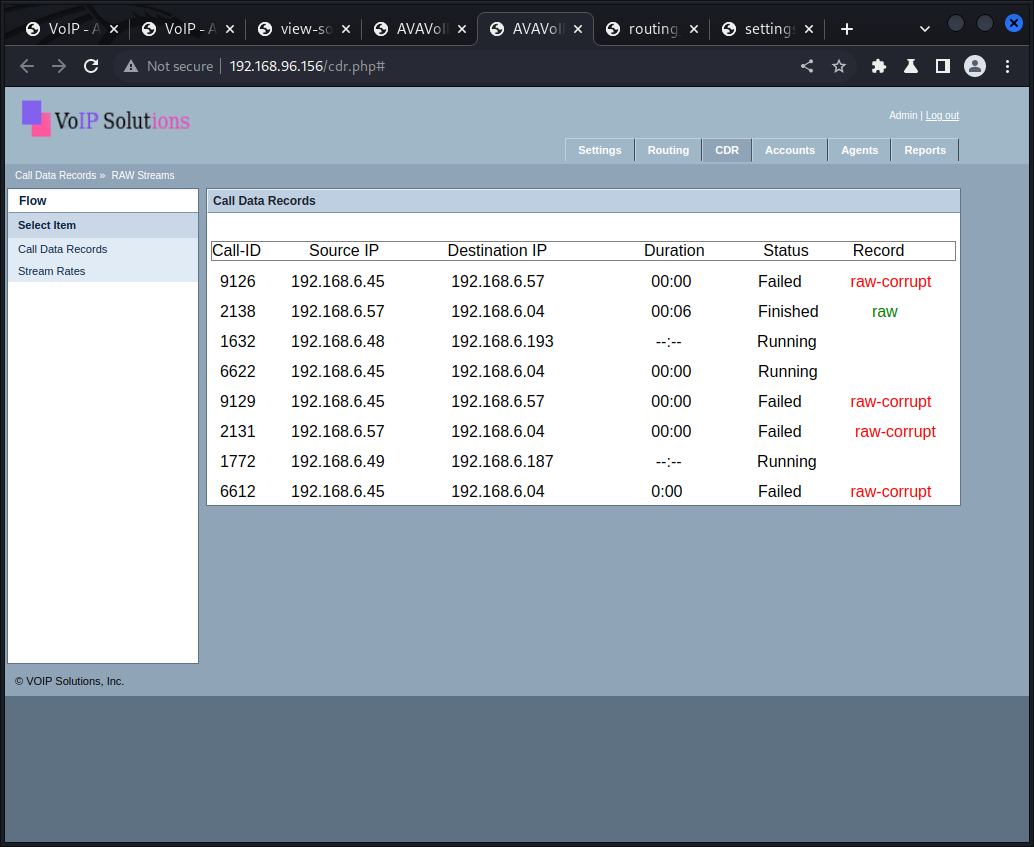 VoIP - A
VoIP - A
view-so
AVAVoI
AVAVoI
routing
setting
Not secure 192.168.96.156/cdr.php#
VoIP Solutions
Admin | Log out
Settings Routing CDR Accounts Agents Reports
Call Data Records » RAW Streams
Flow
Select Item
Call Data Records
Stream Rates
Call Data Records
Call-ID Source IP Destination IP Duration Status Record
9126 192.168.6.45 192.168.6.57 00:00 Failed raw-corrupt
2138 192.168.6.57 192.168.6.04 00:06 Finished raw
1632 192.168.6.48 192.168.6.193 --:-- Running
6622 192.168.6.45 192.168.6.04 00:00 Running
9129 192.168.6.45 192.168.6.57 00:00 Failed raw-corrupt
2131 192.168.6.57 192.168.6.04 00:00 Failed raw-corrupt
1772 192.168.6.49 192.168.6.187 --:-- Running
6612 192.168.6.45 192.168.6.04 0:00 Failed raw-corrupt
© VOIP Solutions, Inc.